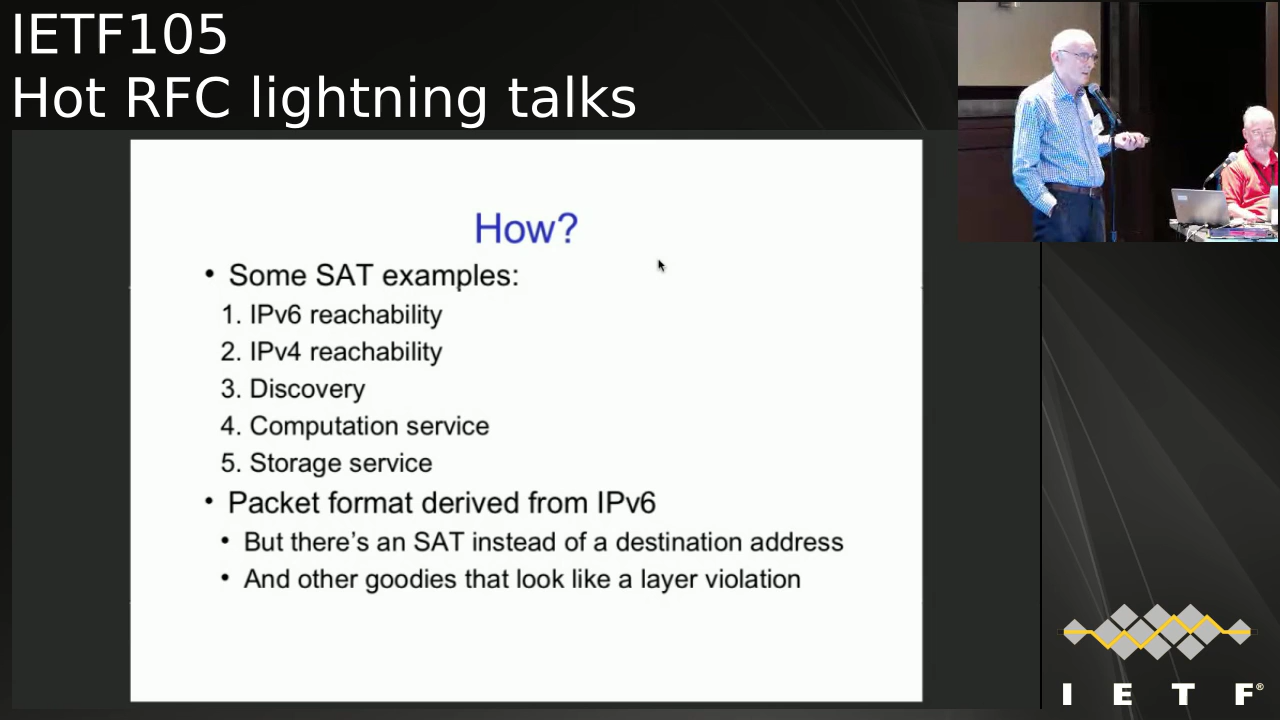 IETF105
Hot RFC lightning talks
How?
• Some SAT examples:
1. IPv6 reachability
2. IPv4 reachability
3. Discovery
4. Computation service
5. Storage service
• Packet format derived from IPv6
• But there's an SAT instead of a destination address
• And other goodies that look like a layer violation
I E T F®